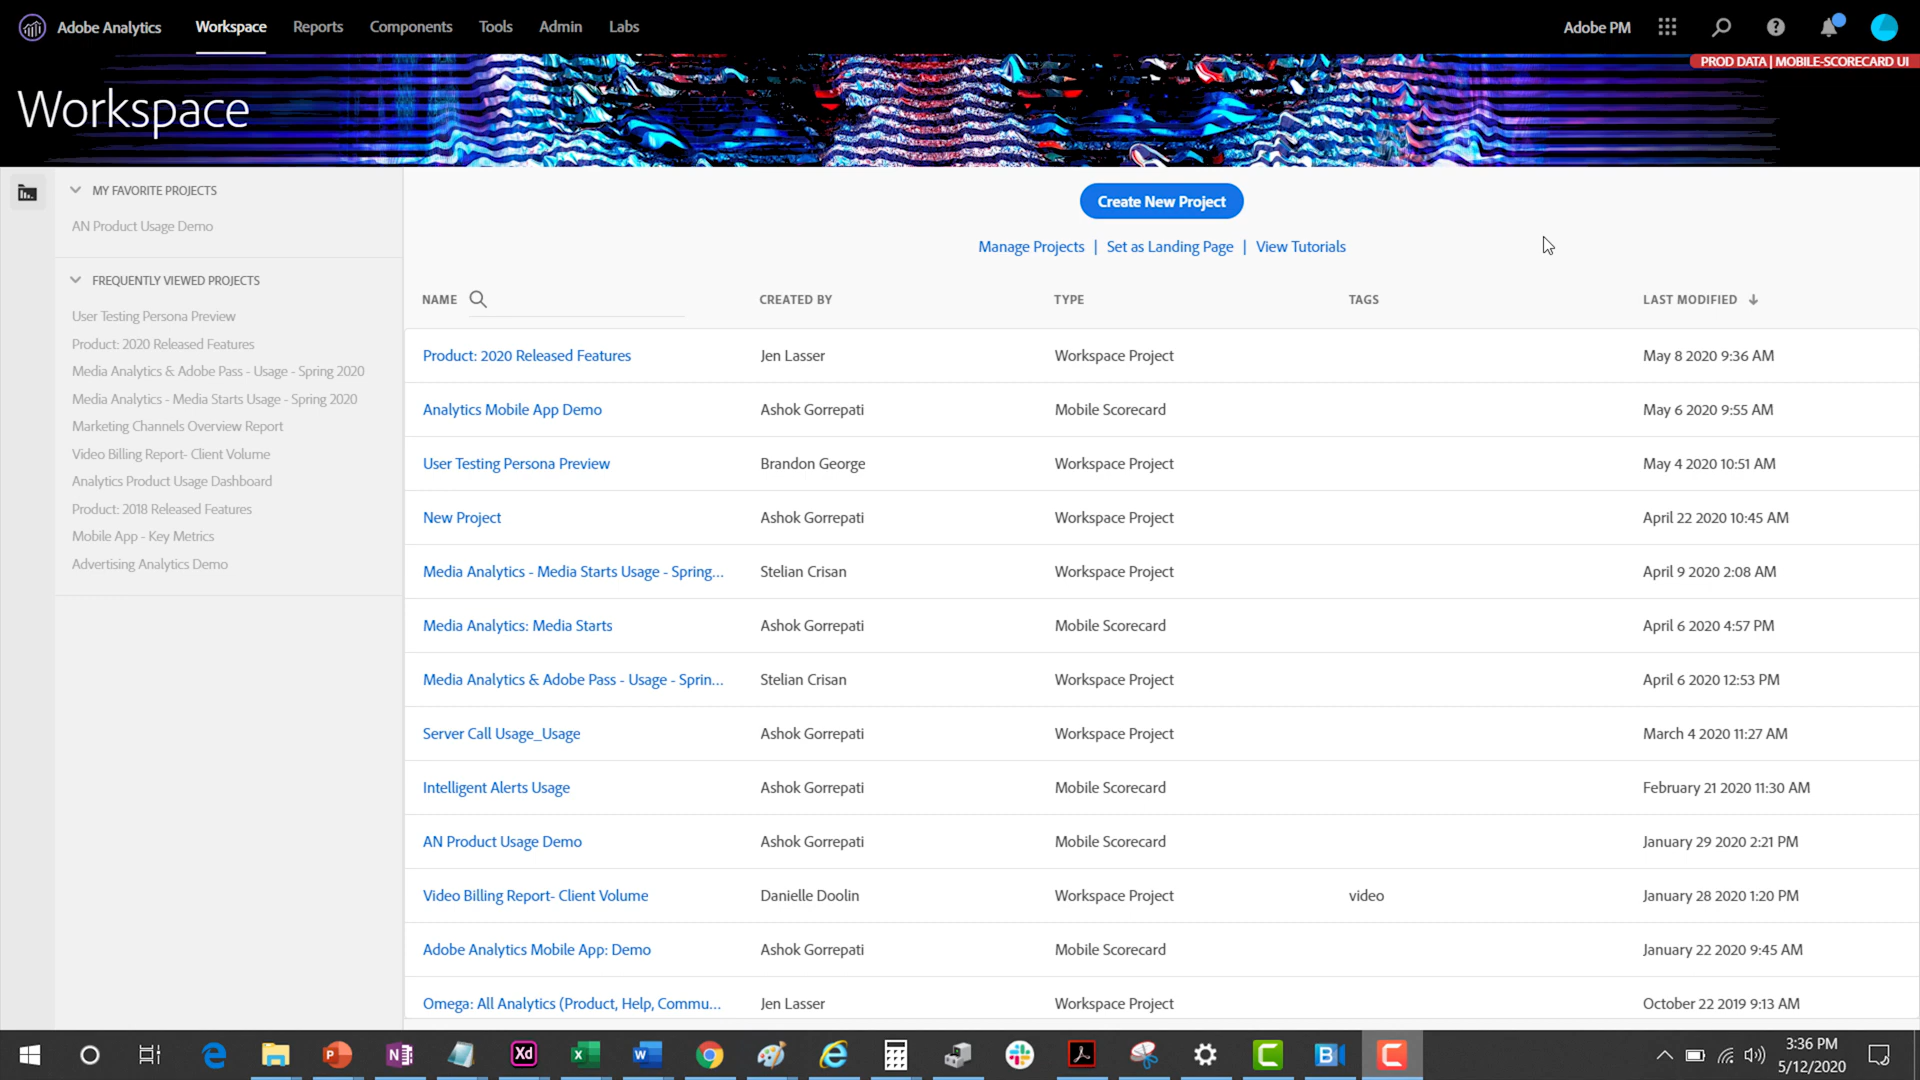 Adobe Analytics Workspace Reports Components Tools Admin Labs Adobe PM
PROD DATA | MOBILE-SCORECARD UI
Workspace
MY FAVORITE PROJECTS
AN Product Usage Demo
FREQUENTLY VIEWED PROJECTS
User Testing Persona Preview
Product: 2020 Released Features
Media Analytics & Adobe Pass - Usage - Spring 2020
Media Analytics - Media Starts Usage - Spring 2020
Marketing Channels Overview Report
Video Billing Report- Client Volume
Analytics Product Usage Dashboard
Product: 2018 Released Features
Mobile App - Key Metrics
Advertising Analytics Demo
Create New Project
Manage Projects | Set as Landing Page | View Tutorials
NAME CREATED BY TYPE TAGS LAST MODIFIED
Product: 2020 Released Features Jen Lasser Workspace Project May 8 2020 9:36 AM
Analytics Mobile App Demo Ashok Gorrepati Mobile Scorecard May 6 2020 9:55 AM
User Testing Persona Preview Brandon George Workspace Project May 4 2020 10:51 AM
New Project Ashok Gorrepati Workspace Project April 22 2020 10:45 AM
Media Analytics - Media Starts Usage - Spring... Stelian Crisan Workspace Project April 9 2020 2:08 AM
Media Analytics: Media Starts Ashok Gorrepati Mobile Scorecard April 6 2020 4:57 PM
Media Analytics & Adobe Pass - Usage - Sprin... Stelian Crisan Workspace Project April 6 2020 12:53 PM
Server Call Usage_Usage Ashok Gorrepati Workspace Project March 4 2020 11:27 AM
Intelligent Alerts Usage Ashok Gorrepati Mobile Scorecard February 21 2020 11:30 AM
AN Product Usage Demo Ashok Gorrepati Mobile Scorecard January 29 2020 2:21 PM
Video Billing Report- Client Volume Danielle Doolin Workspace Project video January 28 2020 1:20 PM
Adobe Analytics Mobile App: Demo Ashok Gorrepati Mobile Scorecard January 22 2020 9:45 AM
Omega: All Analytics (Product, Help, Commu... Jen Lasser Workspace Project October 22 2019 9:13 AM
3:36 PM
5/12/2020